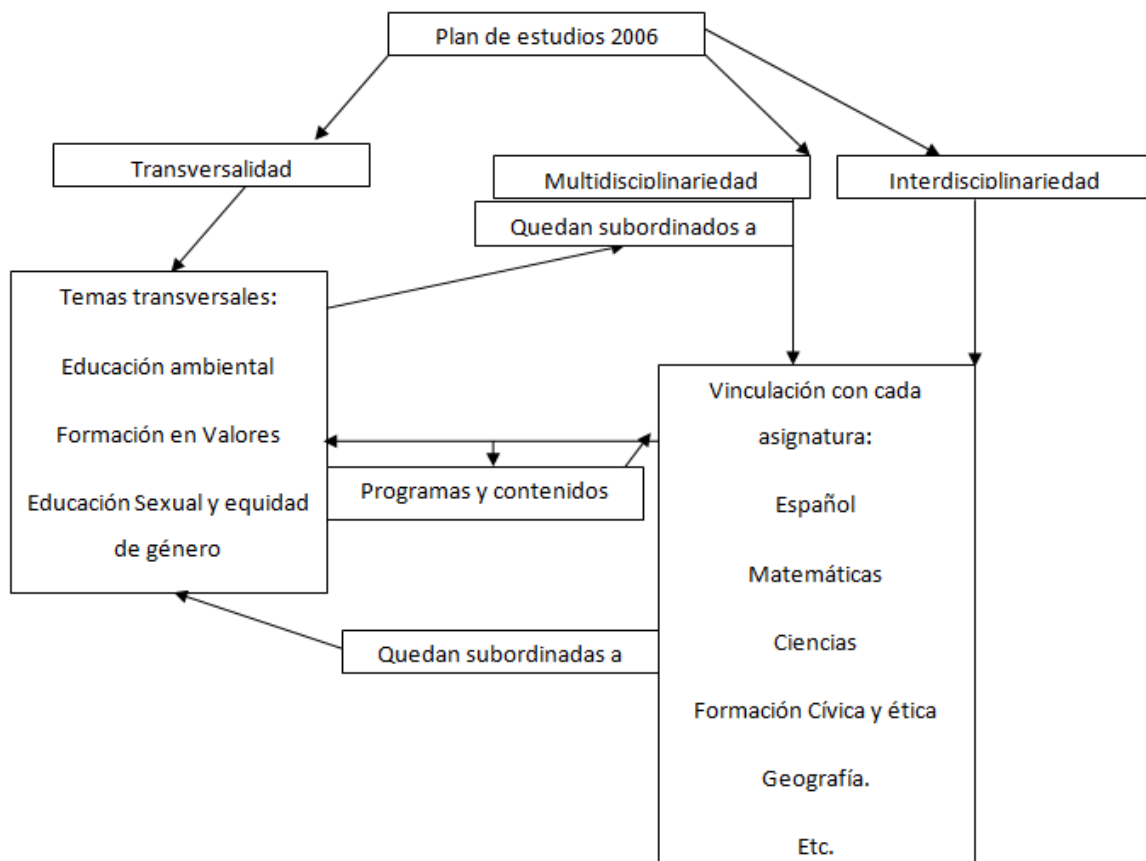 Plan de estudios 2006
Transversalidad
Multidisciplinariedad
Interdisciplinariedad
Quedan subordinados a
Temas transversales:
Educación ambiental
Formación en Valores
Educación Sexual y equidad
de género
Programas y contenidos
Quedan subordinadas a
Vinculación con cada
asignatura:
Español
Matemáticas
Ciencias
Formación Cívica y ética
Geografía.
Etc.